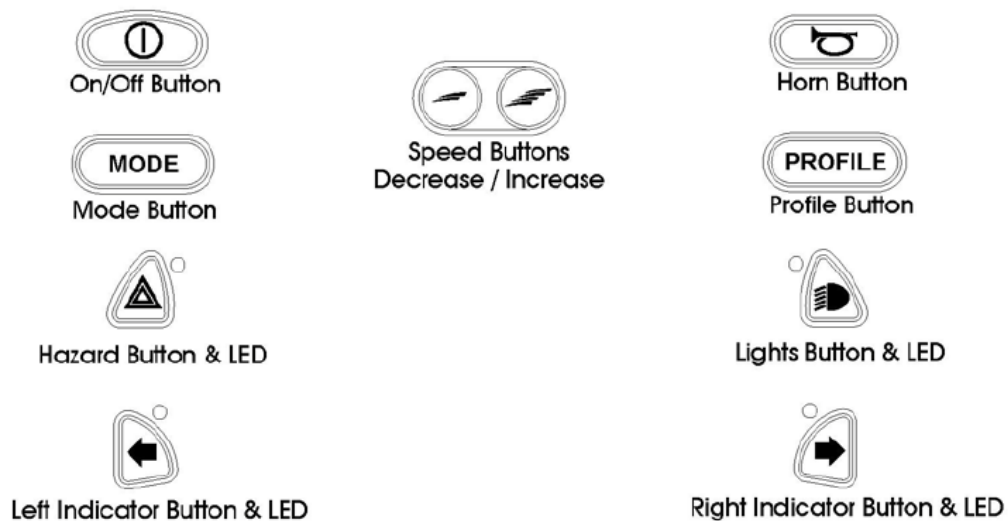 On/Off Button
Horn Button
Speed Buttons
Decrease / Increase
MODE
Mode Button
PROFILE
Profile Button
Hazard Button & LED
Lights Button & LED
Left Indicator Button & LED
Right Indicator Button & LED